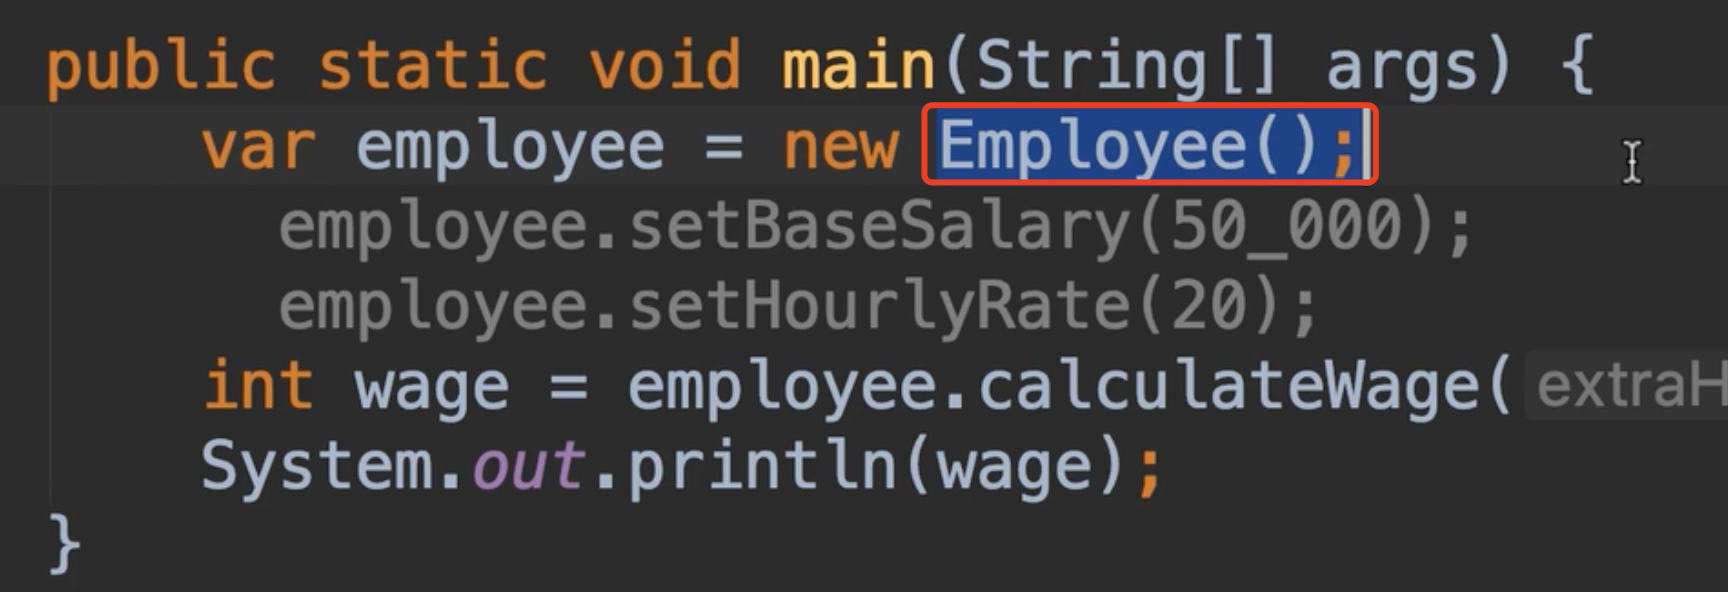 public static void main(String[] args) {
var employee = new Employee();
employee.setBaseSalary(50_000);
employee.setHourlyRate(20);
int wage = employee.calculateWage(
System.out.println(wage);
}